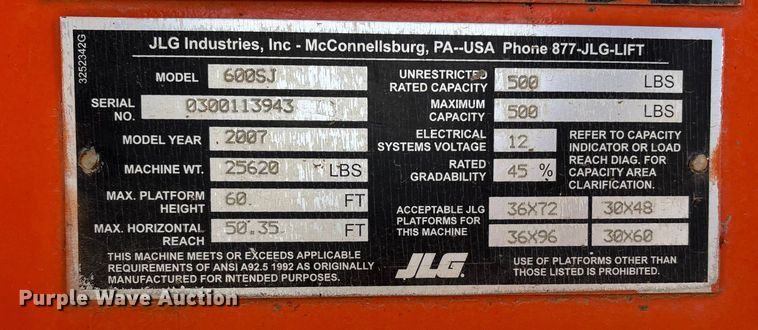 JLG Industries, Inc - McConnellsburg, PA--USA Phone 877-JLG-LIFT
3252342G
MODEL 600SJ
SERIAL NO. 0300113943
MODEL YEAR 2007
MACHINE WT. 25620 LBS
MAX. PLATFORM HEIGHT 60. FT
MAX. HORIZONTAL REACH 50.35 FT
THIS MACHINE MEETS OR EXCEEDS APPLICABLE
REQUIREMENTS OF ANSI A92.5 1992 AS ORIGINALLY
MANUFACTURED FOR INTENDED APPLICATIONS.
UNRESTRICTED RATED CAPACITY 500 LBS
MAXIMUM CAPACITY 500 LBS
ELECTRICAL SYSTEMS VOLTAGE 12
RATED GRADABILITY 45 %
REFER TO CAPACITY
INDICATOR OR LOAD
REACH DIAG. FOR
CAPACITY AREA
CLARIFICATION.
ACCEPTABLE JLG
PLATFORMS FOR
THIS MACHINE
36X72 30X48
36X96 30X60
JLG
USE OF PLATFORMS OTHER THAN
THOSE LISTED IS PROHIBITED.
Purple Wave Auction